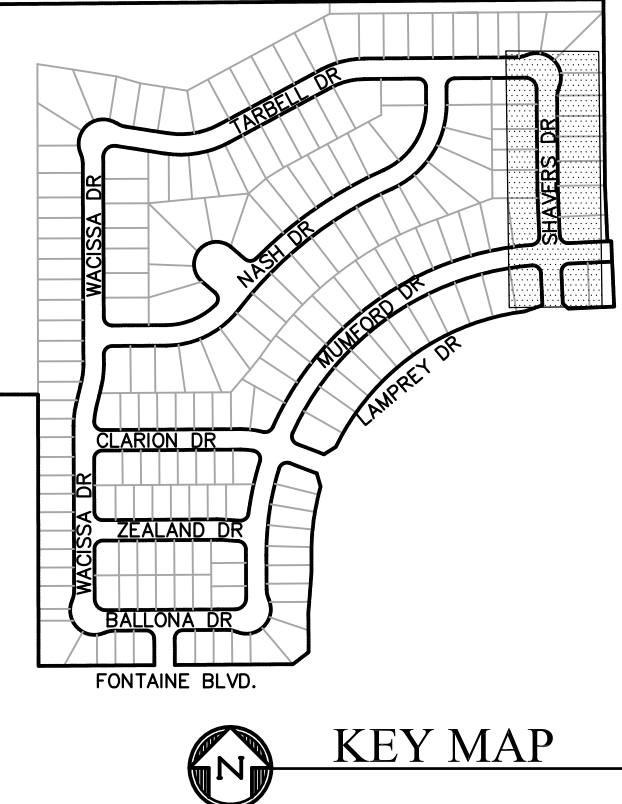 TARBELL DR
SHAVERS DR
WACISSA DR
NASH DR
MUMFORD DR
LAMPREY DR
CLARION DR
WACISSA DR
ZEALAND DR
BALLONA DR
FONTAINE BLVD.
N
KEY MAP